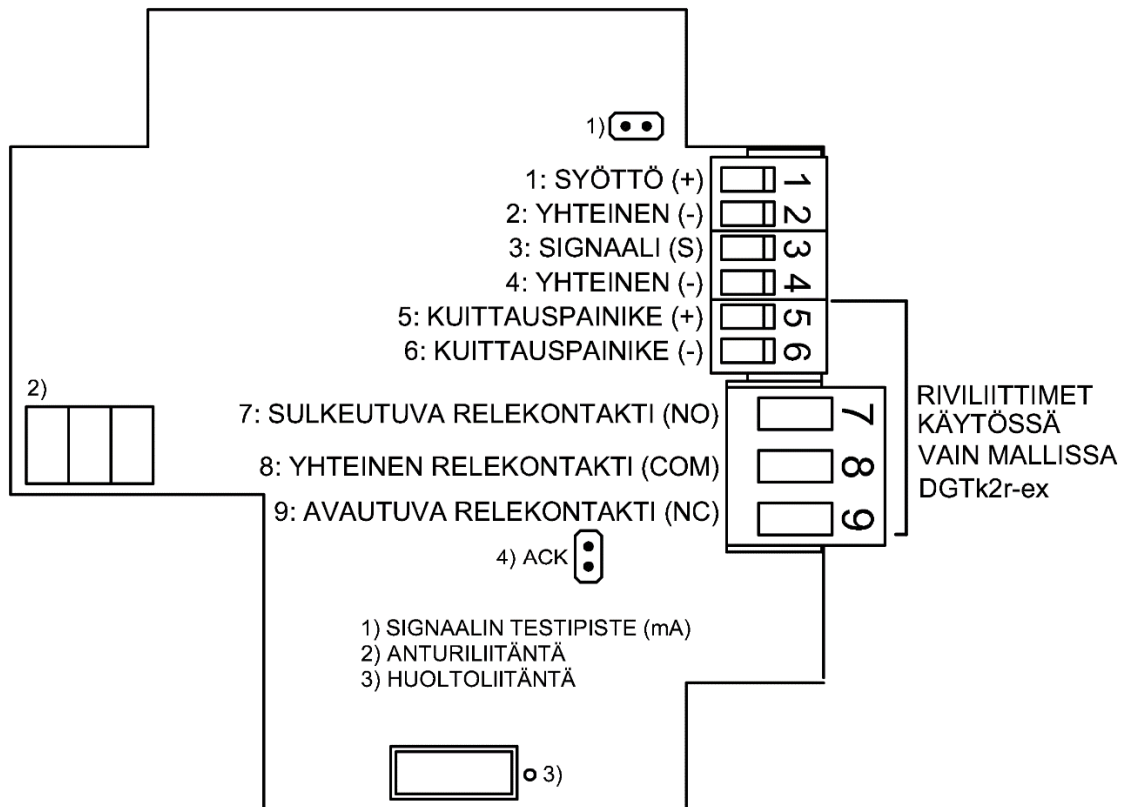 1)
1: SYÖTTÖ (+)
2: YHTEINEN (-)
3: SIGNAALI (S)
4: YHTEINEN (-)
5: KUITTAUSPAINIKE (+)
6: KUITTAUSPAINIKE (-)
1
2
3
4
5
6
2)
7: SULKEUTUVA RELEKONTAKTI (NO)
8: YHTEINEN RELEKONTAKTI (COM)
9: AVAUTUVA RELEKONTAKTI (NC)
7
8
9
RIVILIITTIMET
KÄYTÖSSÄ
VAIN MALLISSA
DGTk2r-ex
4) ACK
1) SIGNAALIN TESTIPISTE (mA)
2) ANTURILIITÄNTÄ
3) HUOLTOLIITÄNTÄ
3)